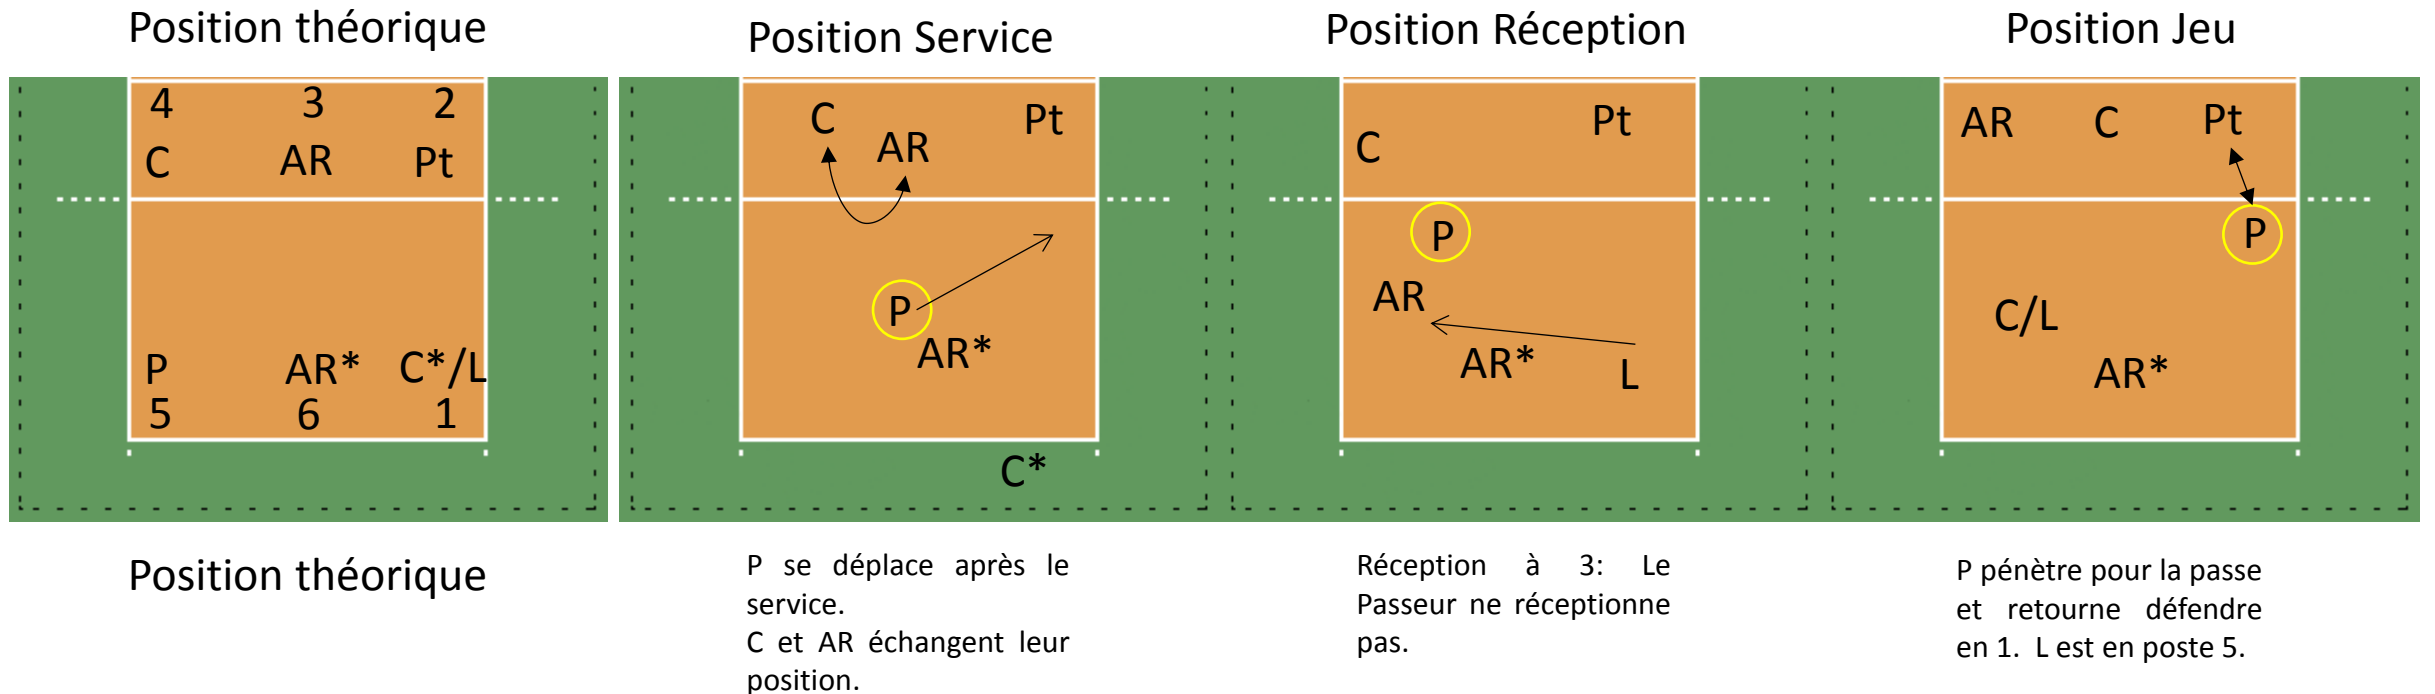 Position théorique
4 3 2
C AR Pt
P AR* C*/L
5 6 1
Position théorique
Position Service
C Pt
AR
P
AR*
C*
P se déplace après le
service.
C et AR échangent leur
position.
Position Réception
Pt
C
P
AR
AR* L
Réception à 3: Le
Passeur ne réceptionne
pas.
Position Jeu
AR C Pt
P
C/L
AR*
P pénètre pour la passe
et retourne défendre
en 1. L est en poste 5.